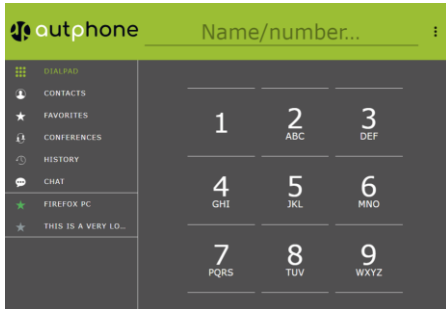 autphone
Name/number...
DIALPAD
CONTACTS
FAVORITES
CONFERENCES
HISTORY
CHAT
FIREFOX PC
THIS IS A VERY LO...
1
2
ABC
3
DEF
4
GHI
5
JKL
6
MNO
7
PQRS
8
TUV
9
WXYZ